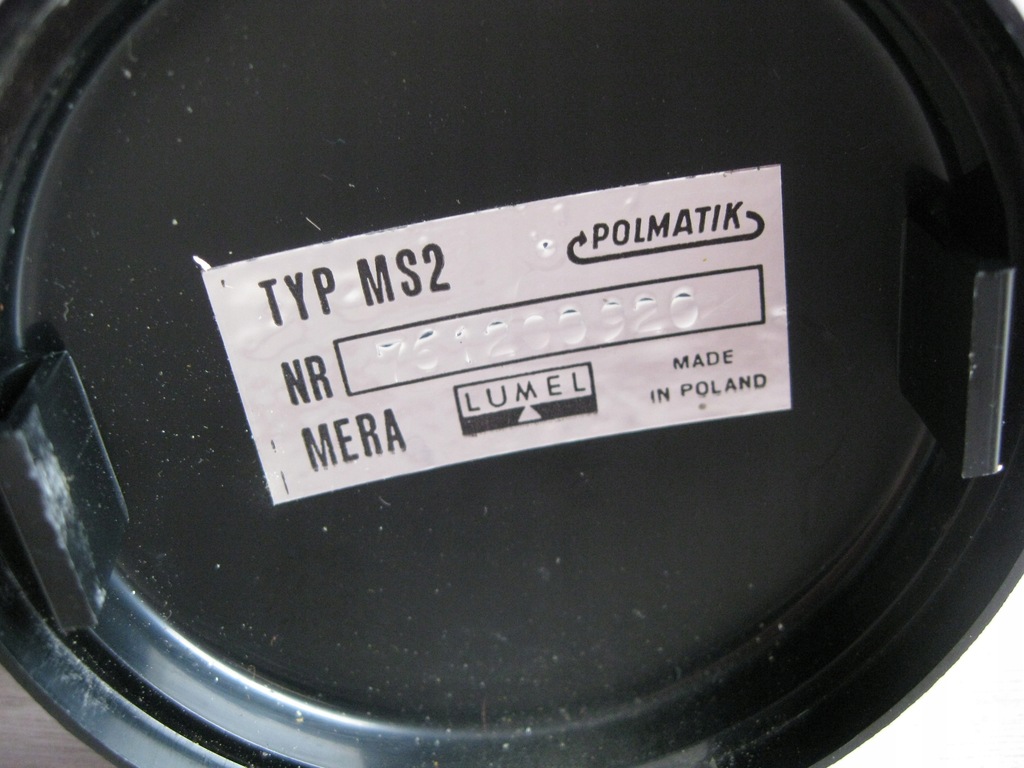 TYP MS2
POLMATIK
NR
MERA
LUMEL
MADE
IN POLAND